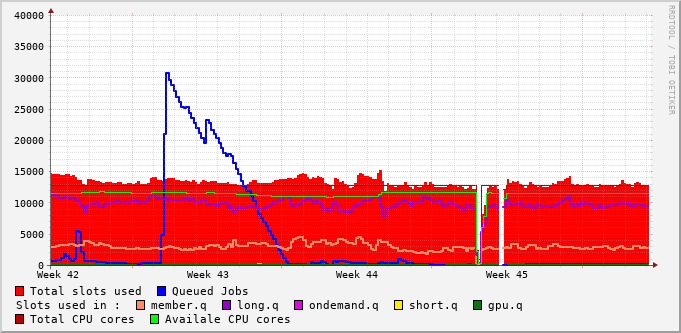 40000
35000
30000
25000
20000
15000
10000
5000
0
Week 42 Week 43 Week 44 Week 45
Total slots used Queued Jobs
Slots used in : member.q long.q ondemand.q short.q gpu.q
Total CPU cores Availale CPU cores
RRDTOOL / TOBI OETIKER